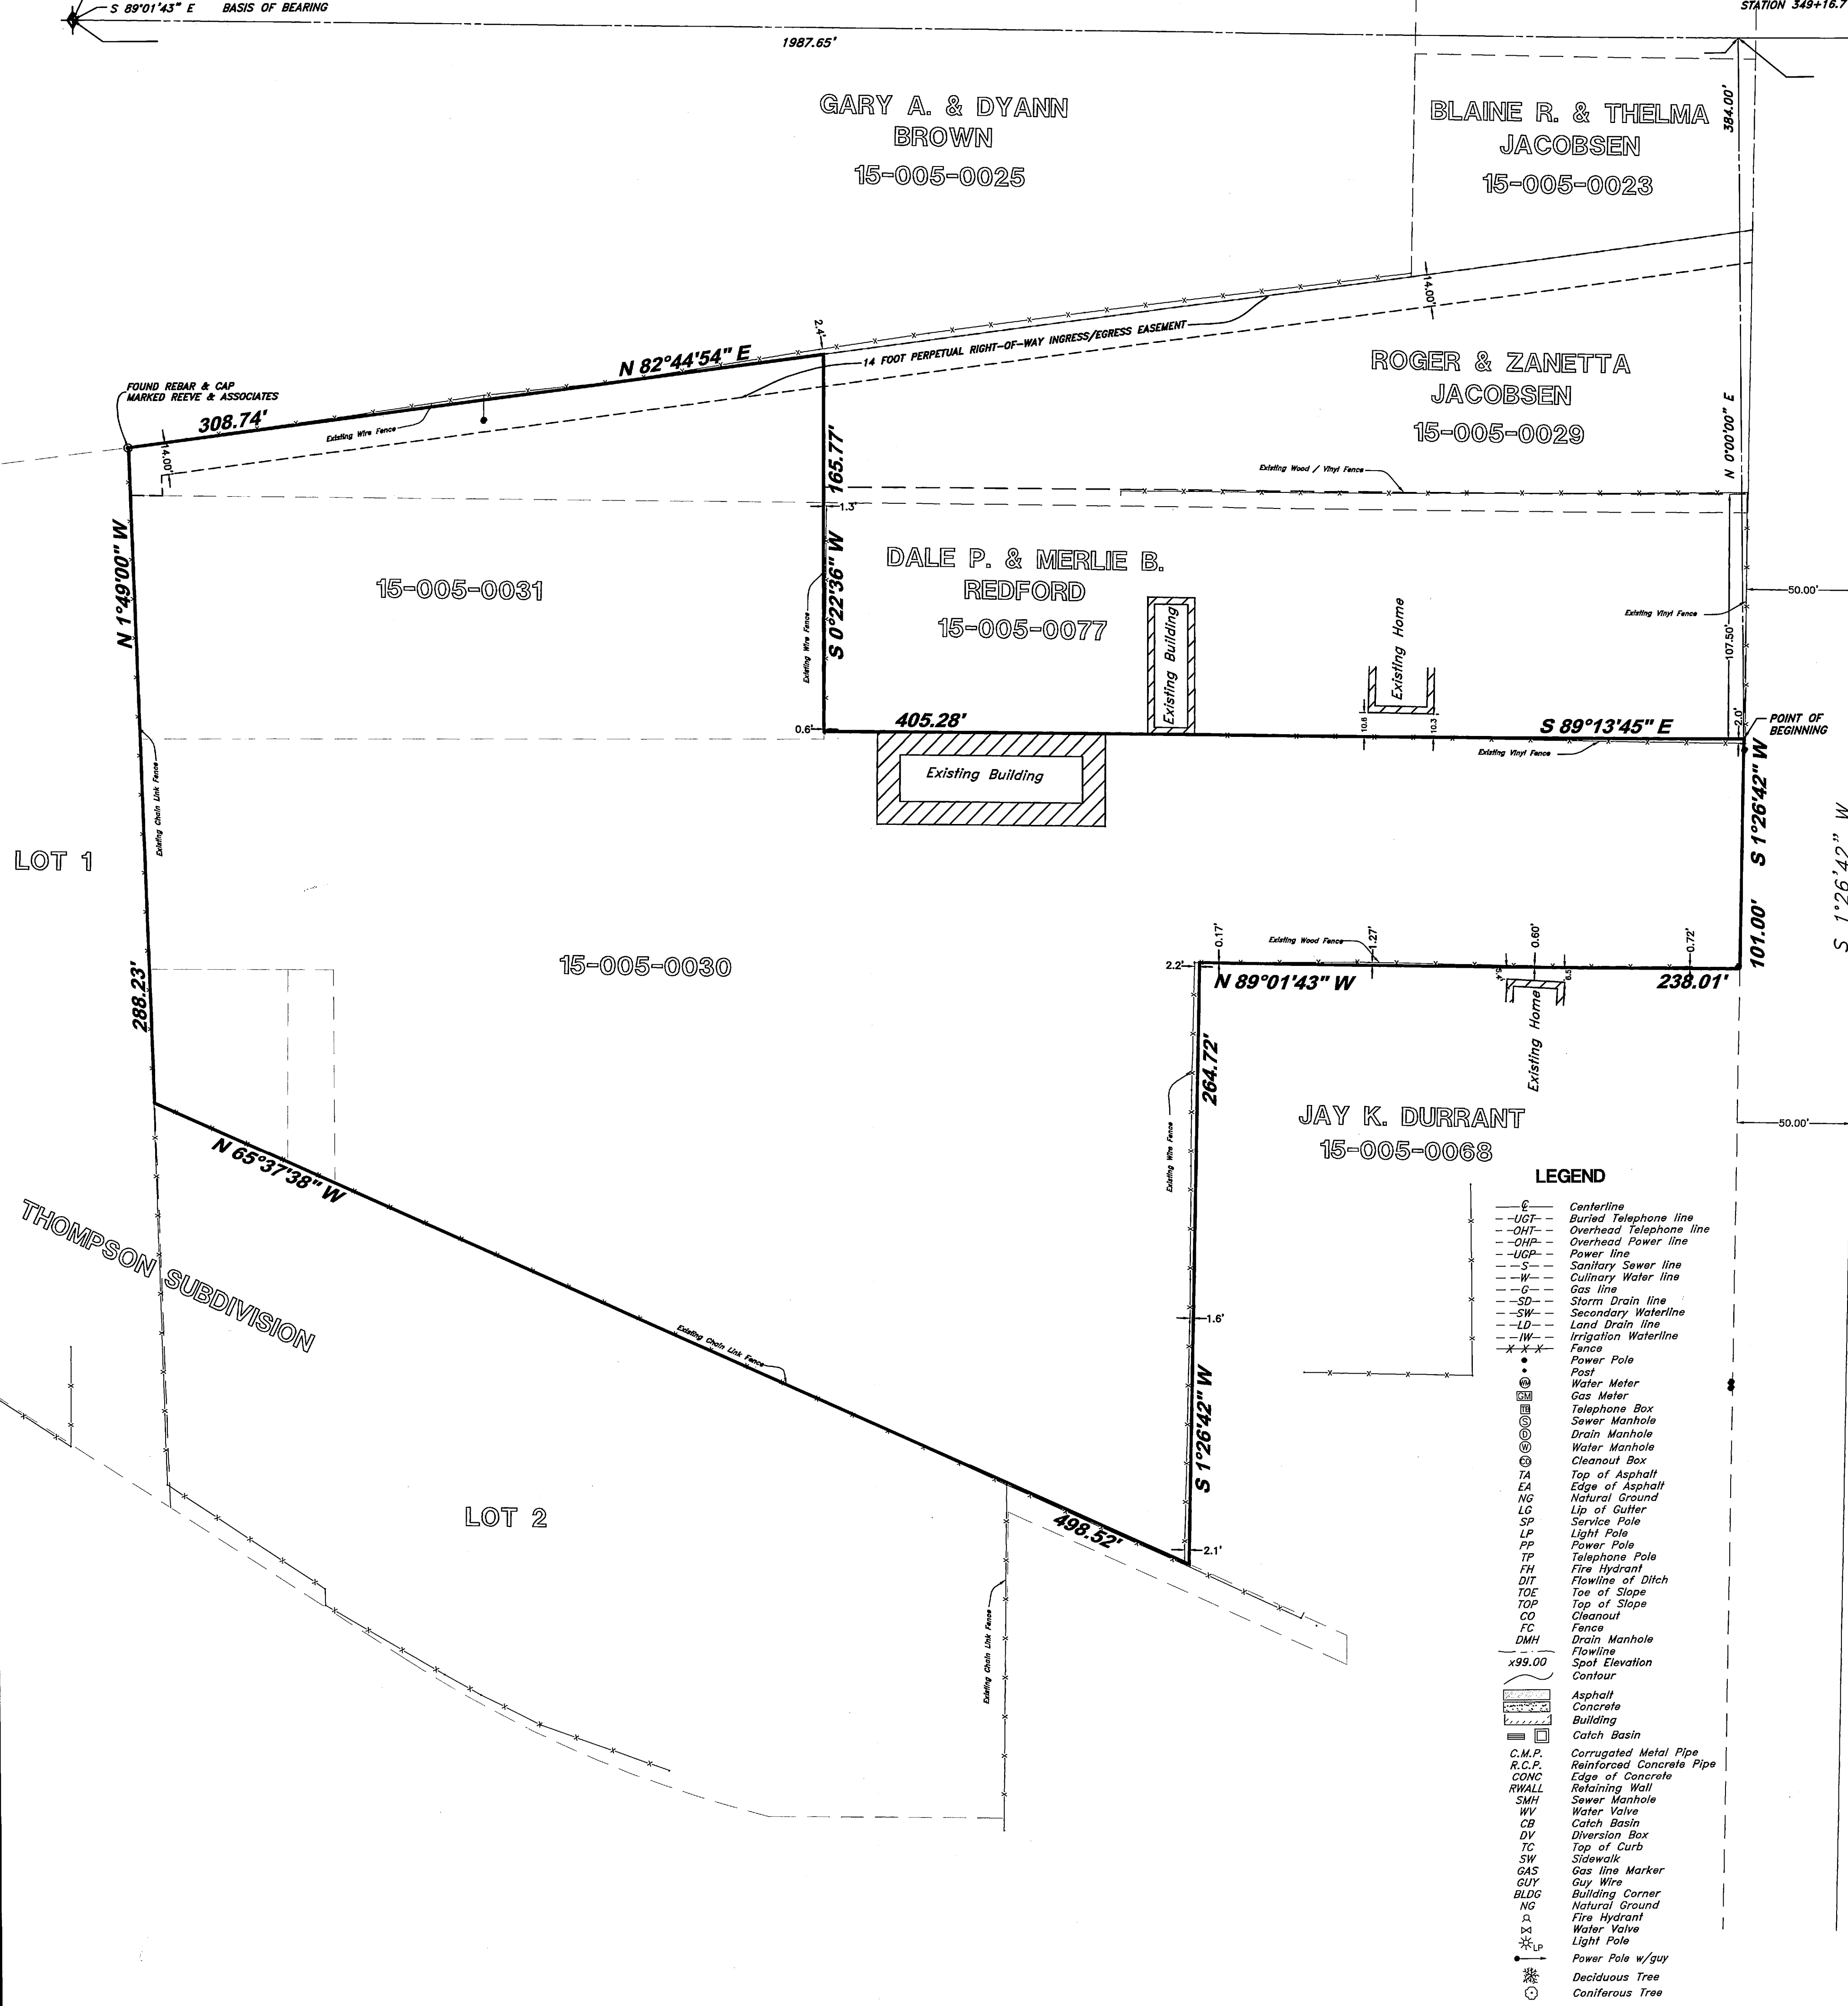 S 89°01'43" E BASIS OF BEARING
STATION 349+16.7
1987.65'
GARY A. & DYANN
BROWN
15-005-0025
BLAINE R. & THELMA
JACOBSEN
15-005-0023
384.00'
14.00'
2.4'
14 FOOT PERPETUAL RIGHT-OF-WAY INGRESS/EGRESS EASEMENT
N 82°44'54" E
ROGER & ZANETTA
JACOBSEN
15-005-0029
N 0°00'00" E
FOUND REBAR & CAP
MARKED REEVE & ASSOCIATES
308.74'
Existing Wire Fence
14.00'
165.77'
Existing Wood / Vinyl Fence
1.3'
N 1°49'00" W
S 0°22'36" W
Existing Wire Fence
15-005-0031
DALE P. & MERLIE B.
REDFORD
15-005-0077
Existing Building
Existing Home
50.00'
Existing Vinyl Fence
107.50'
0.6'
405.28'
10.8
10.3
S 89°13'45" E
2.0'
POINT OF
BEGINNING
Existing Vinyl Fence
Existing Building
Existing Chain Link Fence
S 1°26'42" W
S 1°26'42" W
LOT 1
101.00'
15-005-0030
288.23'
2.2'
0.17'
Existing Wood Fence
1.27'
0.60'
0.72'
N 89°01'43" W
6.5
238.01'
Existing Home
264.72'
Existing Wire Fence
JAY K. DURRANT
15-005-0068
50.00'
N 65°37'38" W
THOMPSON SUBDIVISION
Existing Chain Link Fence
1.6'
S 1°26'42" W
LOT 2
498.52'
2.1'
Existing Chain Link Fence
LEGEND
℄ Centerline
UGT Buried Telephone line
OHT Overhead Telephone line
OHP Overhead Power line
UGP Power line
S Sanitary Sewer line
W Culinary Water line
G Gas line
SD Storm Drain line
SW Secondary Waterline
LD Land Drain line
IW Irrigation Waterline
X X X Fence
Power Pole
Post
WM Water Meter
GM Gas Meter
TB Telephone Box
S Sewer Manhole
D Drain Manhole
W Water Manhole
CO Cleanout Box
TA Top of Asphalt
EA Edge of Asphalt
NG Natural Ground
LG Lip of Gutter
SP Service Pole
LP Light Pole
PP Power Pole
TP Telephone Pole
FH Fire Hydrant
DIT Flowline of Ditch
TOE Toe of Slope
TOP Top of Slope
CO Cleanout
FC Fence
DMH Drain Manhole
Flowline
x99.00 Spot Elevation
Contour
Asphalt
Concrete
Building
Catch Basin
C.M.P. Corrugated Metal Pipe
R.C.P. Reinforced Concrete Pipe
CONC Edge of Concrete
RWALL Retaining Wall
SMH Sewer Manhole
WV Water Valve
CB Catch Basin
DV Diversion Box
TC Top of Curb
SW Sidewalk
GAS Gas line Marker
GUY Guy Wire
BLDG Building Corner
NG Natural Ground
Fire Hydrant
Water Valve
LP Light Pole
Power Pole w/guy
Deciduous Tree
Coniferous Tree